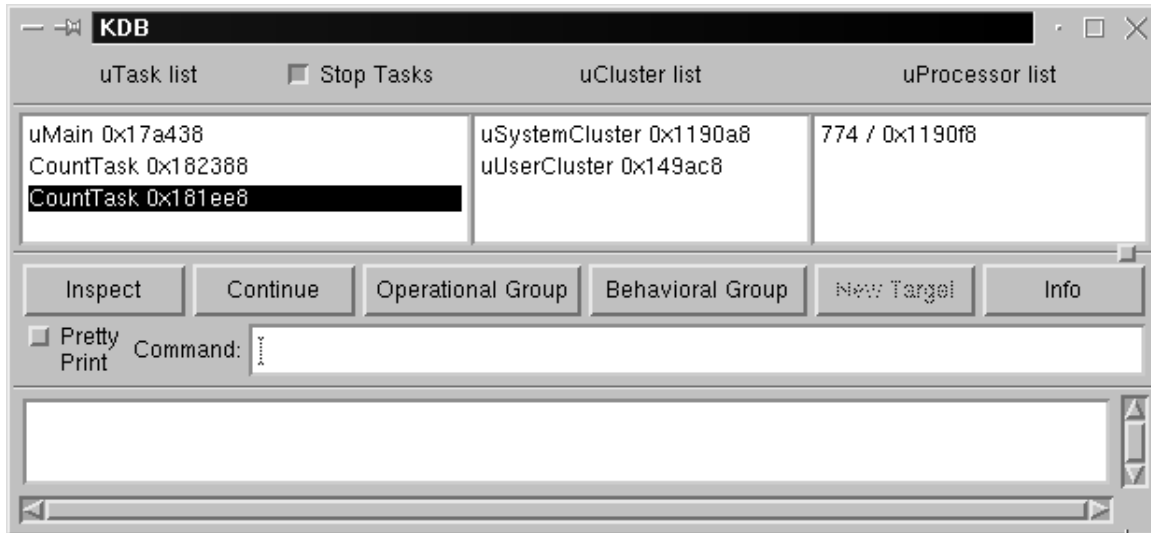 KDB
uTask list Stop Tasks uCluster list uProcessor list
uMain 0x17a438 uSystemCluster 0x1190a8 774 / 0x1190f8
CountTask 0x182388 uUserCluster 0x149ac8
CountTask 0x181ee8
Inspect Continue Operational Group Behavioral Group New Target Info
Pretty
Print Command: